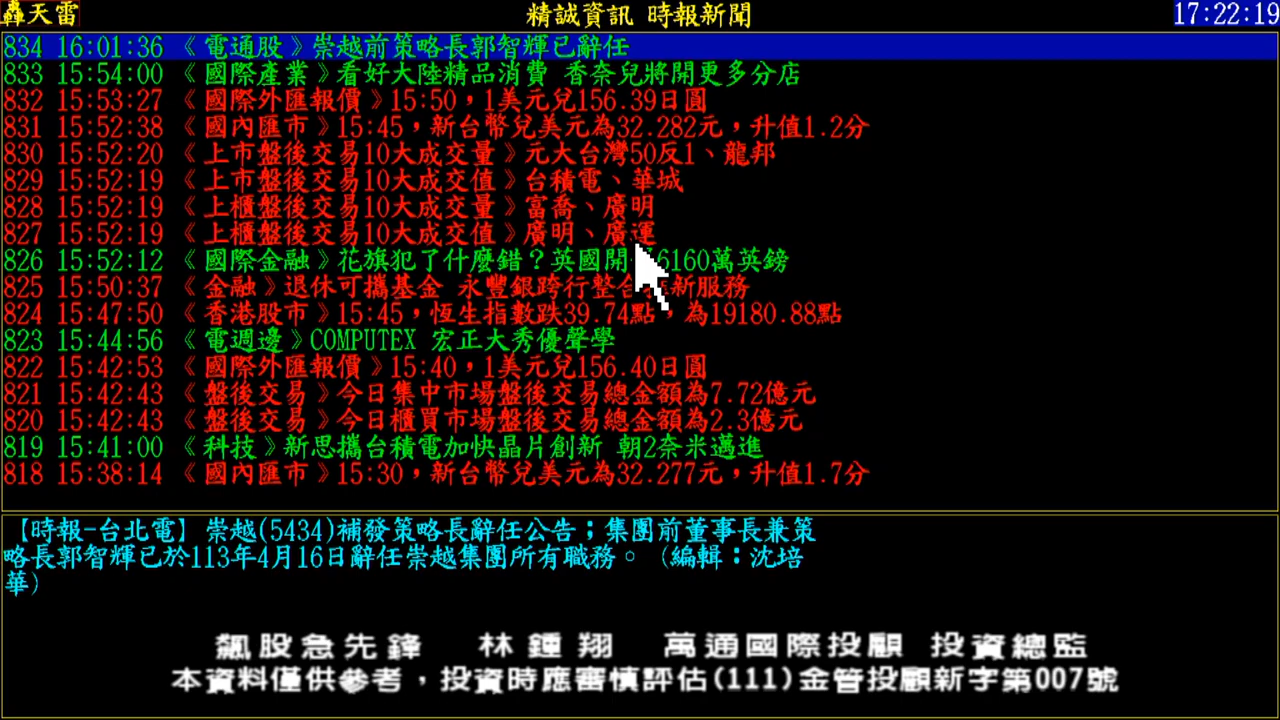 轟天雷 精誠資訊 時報新聞 17:22:19
834 16:01:36 《電通股》崇越前策略長郭智輝已辭任
833 15:54:00 《國際產業》看好大陸精品消費 香奈兒將開更多分店
832 15:53:27 《國際外匯報價》15:50，1美元兌156.39日圓
831 15:52:38 《國內匯市》15:45，新台幣兌美元為32.282元，升值1.2分
830 15:52:20 《上市盤後交易10大成交量》元大台灣50反1、龍邦
829 15:52:19 《上市盤後交易10大成交值》台積電、華城
828 15:52:19 《上櫃盤後交易10大成交量》富喬、廣明
827 15:52:19 《上櫃盤後交易10大成交值》廣明、廣運
826 15:52:12 《國際金融》花旗犯了什麼錯？英國開 6160萬英鎊
825 15:50:37 《金融》退休可攜基金 永豐銀跨行整合 新服務
824 15:47:50 《香港股市》15:45，恆生指數跌39.74點，為19180.88點
823 15:44:56 《電週邊》COMPUTEX 宏正大秀優聲學
822 15:42:53 《國際外匯報價》15:40，1美元兌156.40日圓
821 15:42:43 《盤後交易》今日集中市場盤後交易總金額為7.72億元
820 15:42:43 《盤後交易》今日櫃買市場盤後交易總金額為2.3億元
819 15:41:00 《科技》新思攜台積電加快晶片創新 朝2奈米邁進
818 15:38:14 《國內匯市》15:30，新台幣兌美元為32.277元，升值1.7分
【時報-台北電】崇越(5434)補發策略長辭任公告；集團前董事長兼策
略長郭智輝已於113年4月16日辭任崇越集團所有職務。（編輯：沈培
華）
飆股急先鋒 林鍾翔 萬通國際投顧 投資總監
本資料僅供參考，投資時應審慎評估(111)金管投顧新字第007號